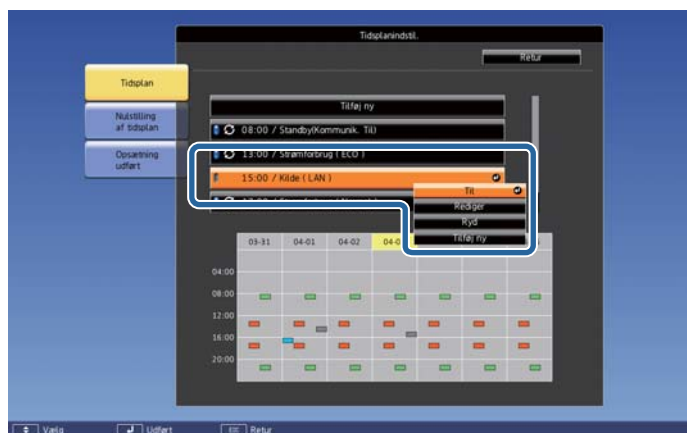 Tidsplanindstil.
Retur
Tidsplan
Nulstilling
af tidsplan
Opsætning
udført
Tilføj ny
08:00 / Standby(Kommunik. Til)
13:00 / Strømforbrug ( ECO )
15:00 / Kilde ( LAN )
Til
Rediger
Ryd
Tilføj ny
03-31 04-01 04-02
04:00
08:00
12:00
16:00
20:00
Vælg Udført Retur